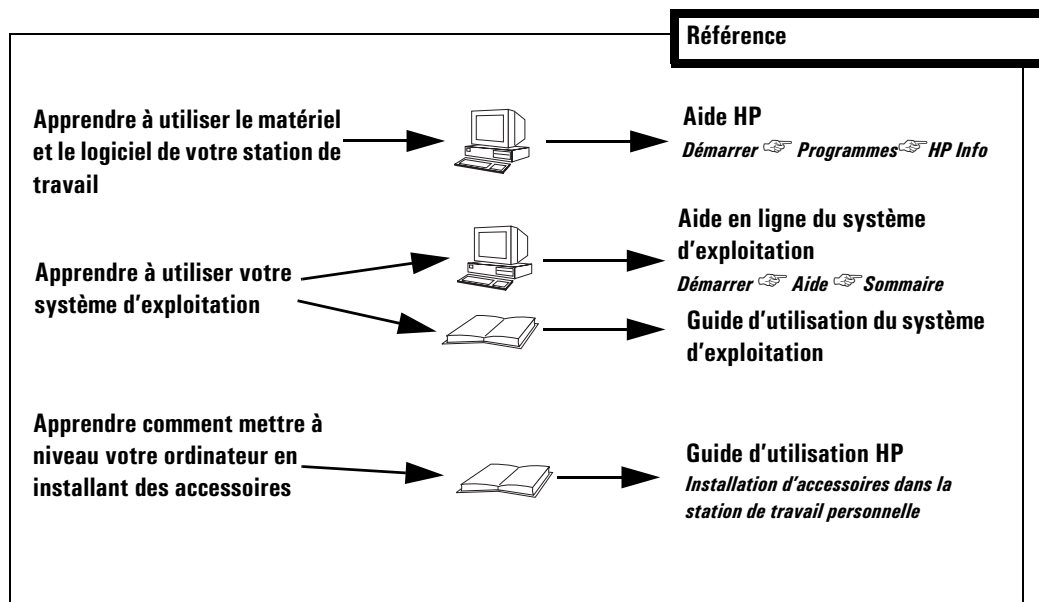 Référence
Apprendre à utiliser le matériel
et le logiciel de votre station de
travail
Aide HP
Démarrer ☞ Programmes☞ HP Info
Apprendre à utiliser votre
système d'exploitation
Aide en ligne du système
d'exploitation
Démarrer ☞ Aide ☞ Sommaire
Guide d'utilisation du système
d'exploitation
Apprendre comment mettre à
niveau votre ordinateur en
installant des accessoires
Guide d'utilisation HP
Installation d'accessoires dans la
station de travail personnelle